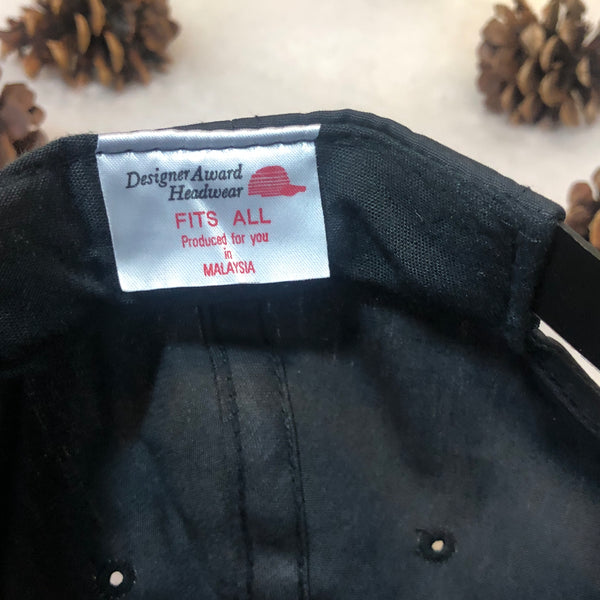 Designer Award
Headwear
FITS ALL
Produced for you
in
MALAYSIA